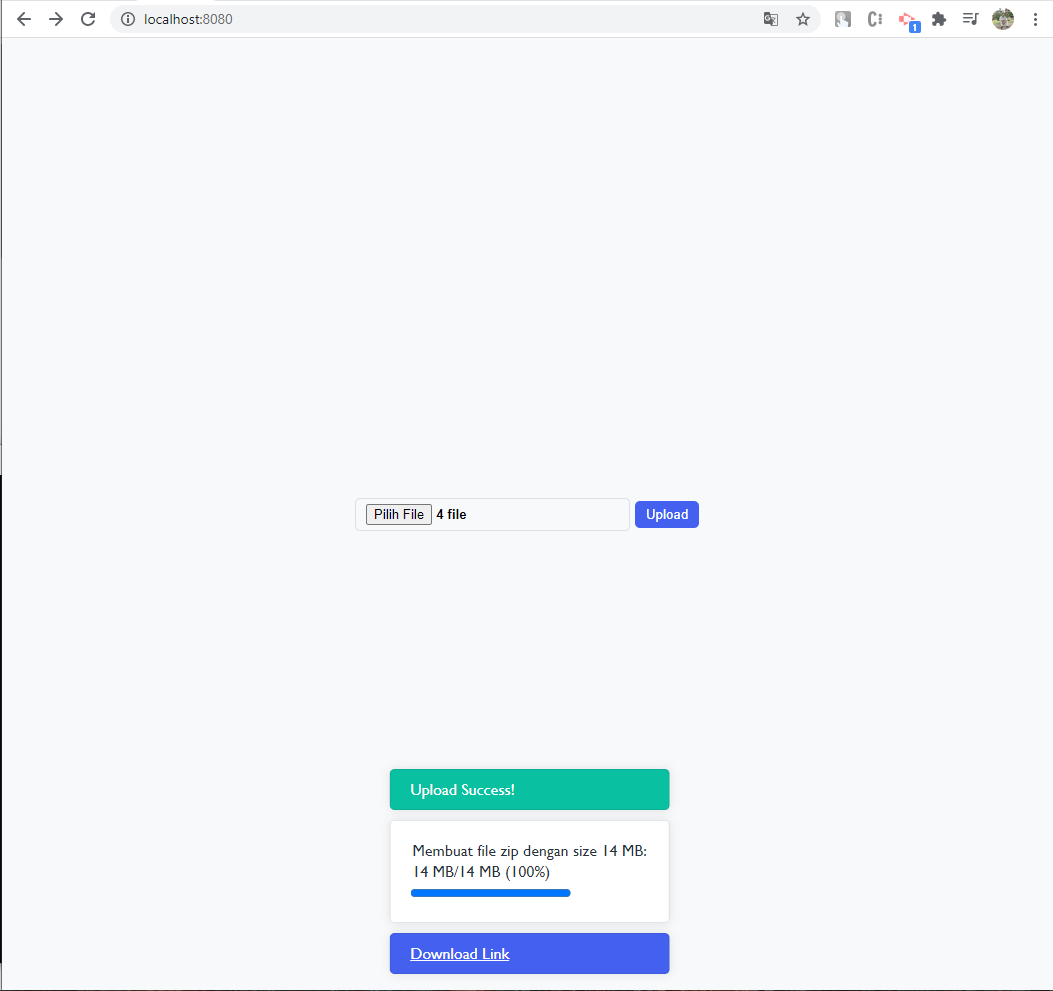 localhost:8080
1
Pilih File 4 file Upload
Upload Success!
Membuat file zip dengan size 14 MB:
14 MB/14 MB (100%)
Download Link